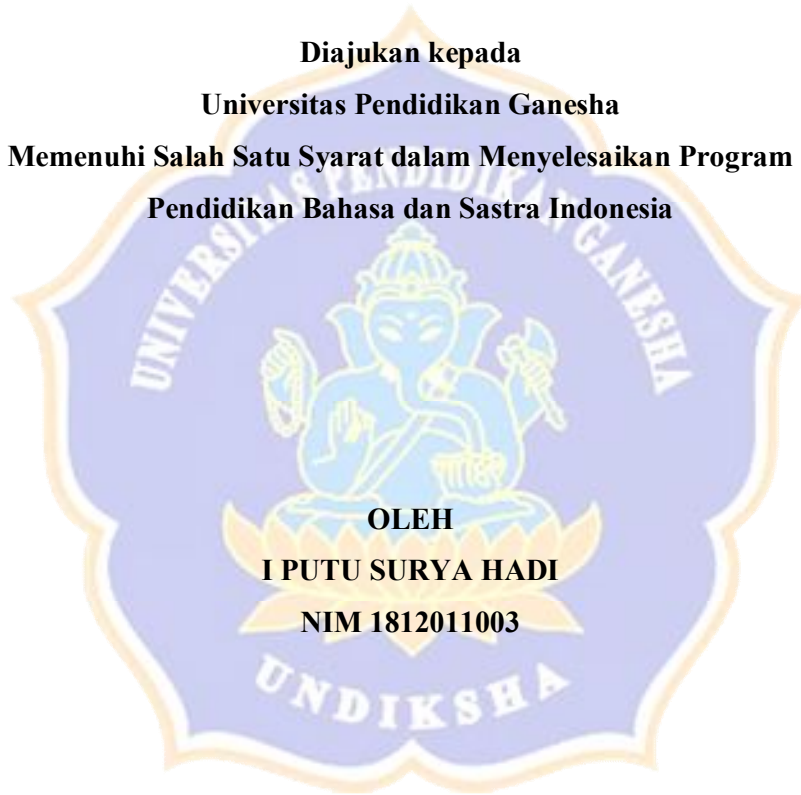 Diajukan kepada
Universitas Pendidikan Ganesha
Memenuhi Salah Satu Syarat dalam Menyelesaikan Program
Pendidikan Bahasa dan Sastra Indonesia
UNIVERSITAS PENDIDIKAN GANESHA
OLEH
I PUTU SURYA HADI
NIM 1812011003
UNDIKSHA